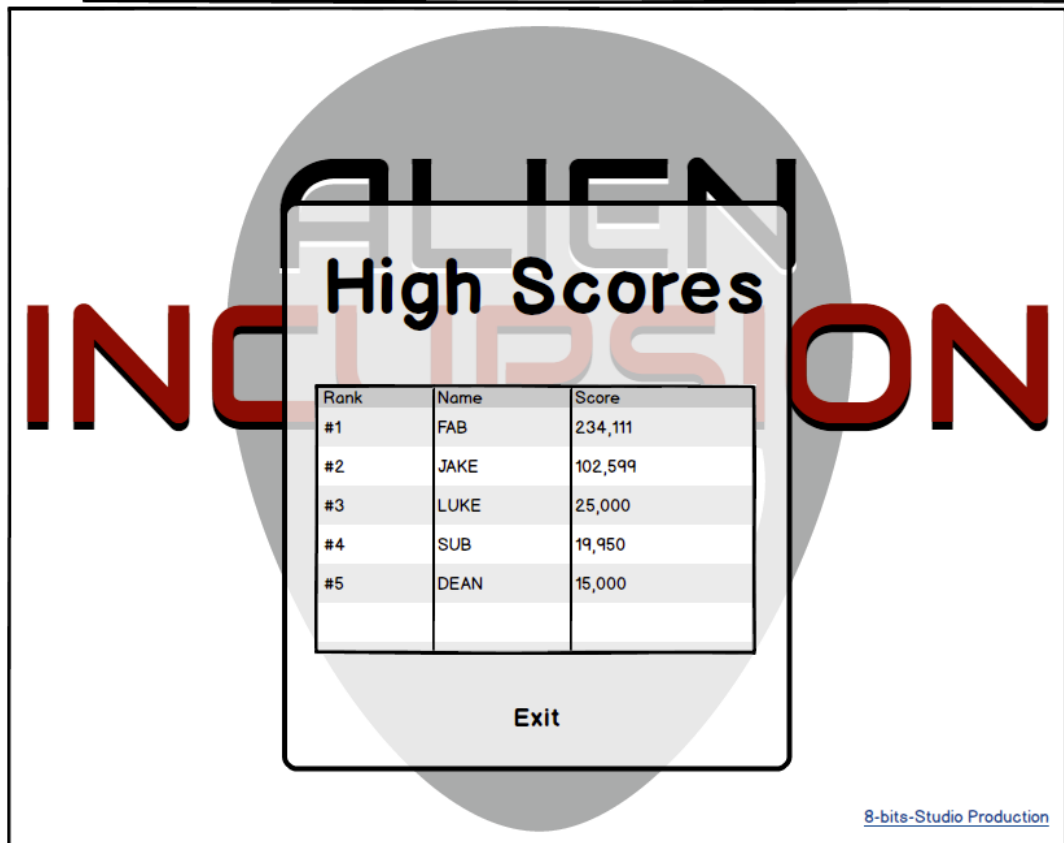 ALIEN
INCURSION
High Scores
Rank Name Score
#1 FAB 234,111
#2 JAKE 102,599
#3 LUKE 25,000
#4 SUB 19,950
#5 DEAN 15,000
Exit
8-bits-Studio Production